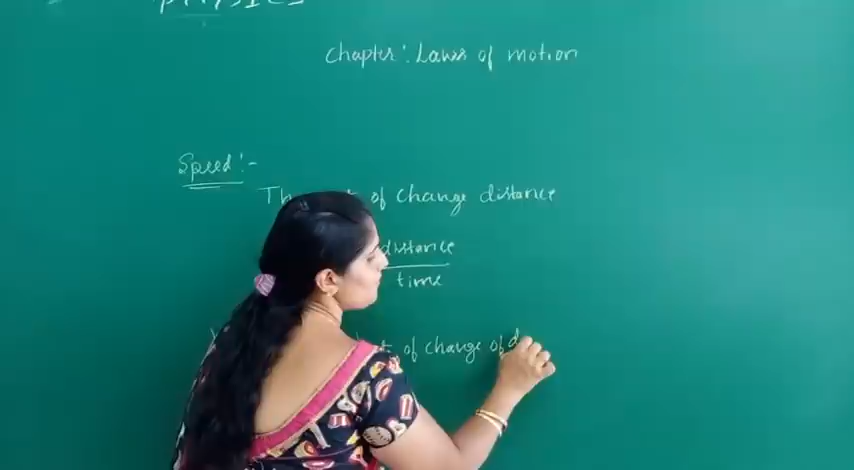 Chapter: Laws of motion
Speed:-
of change distance
distance
time
of change of d